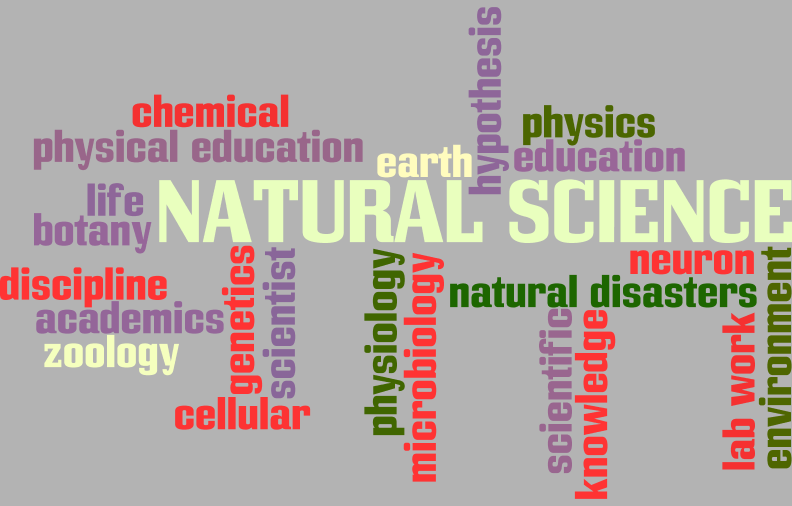 hypothesis
chemical
physics
physical education
earth
education
life
NATURAL SCIENCE
botany
genetics
scientist
physiology
microbiology
neuron
environment
discipline
natural disasters
academics
scientific
knowledge
lab work
zoology
cellular